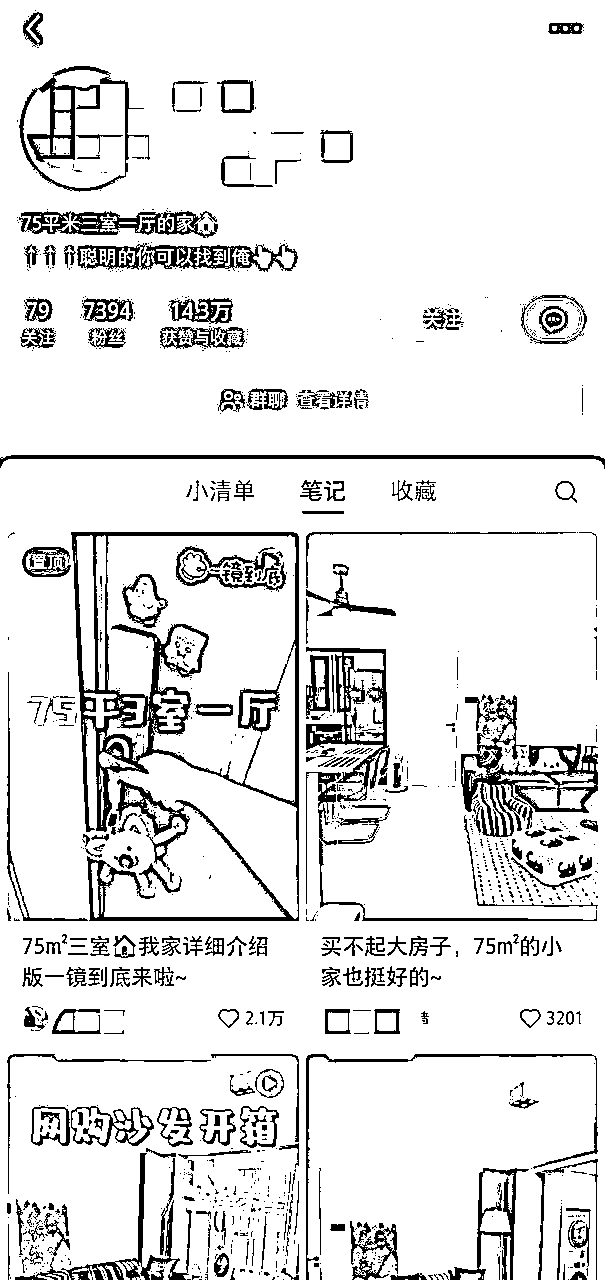 75平米三室一厅的家
聪明的你可以找到俺
79 7394 14.3万
关注 粉丝 获赞与收藏 关注
群聊 查看详情
小清单 笔记 收藏
置顶
一镜到底
75平3室一厅
75m²三室🏠我家详细介绍
版一镜到底来啦~
2.1万
买不起大房子，75m²的小
家也挺好的~
3201
网购沙发开箱